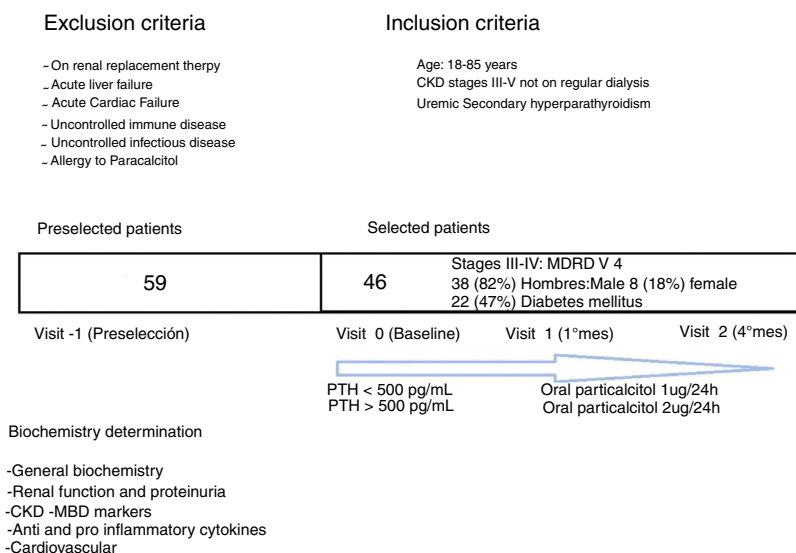 Exclusion criteria
Inclusion criteria
~On renal replacement therpy
~Acute liver failure
~Acute Cardiac Failure
~Uncontrolled immune disease
~Uncontrolled infectious disease
~Allergy to Paracalcitol
Age: 18-85 years
CKD stages III-V not on regular dialysis
Uremic Secondary hyperparathyroidism
Preselected patients
Selected patients
59
46
Stages III-IV: MDRD V 4
38 (82%) Hombres:Male 8 (18%) female
22 (47%) Diabetes mellitus
Visit -1 (Preselección)
Visit 0 (Baseline)
Visit 1 (1°mes)
Visit 2 (4°mes)
PTH < 500 pg/mL
Oral particalcitol 1ug/24h
PTH > 500 pg/mL
Oral particalcitol 2ug/24h
Biochemistry determination
-General biochemistry
-Renal function and proteinuria
-CKD -MBD markers
-Anti and pro inflammatory cytokines
-Cardiovascular